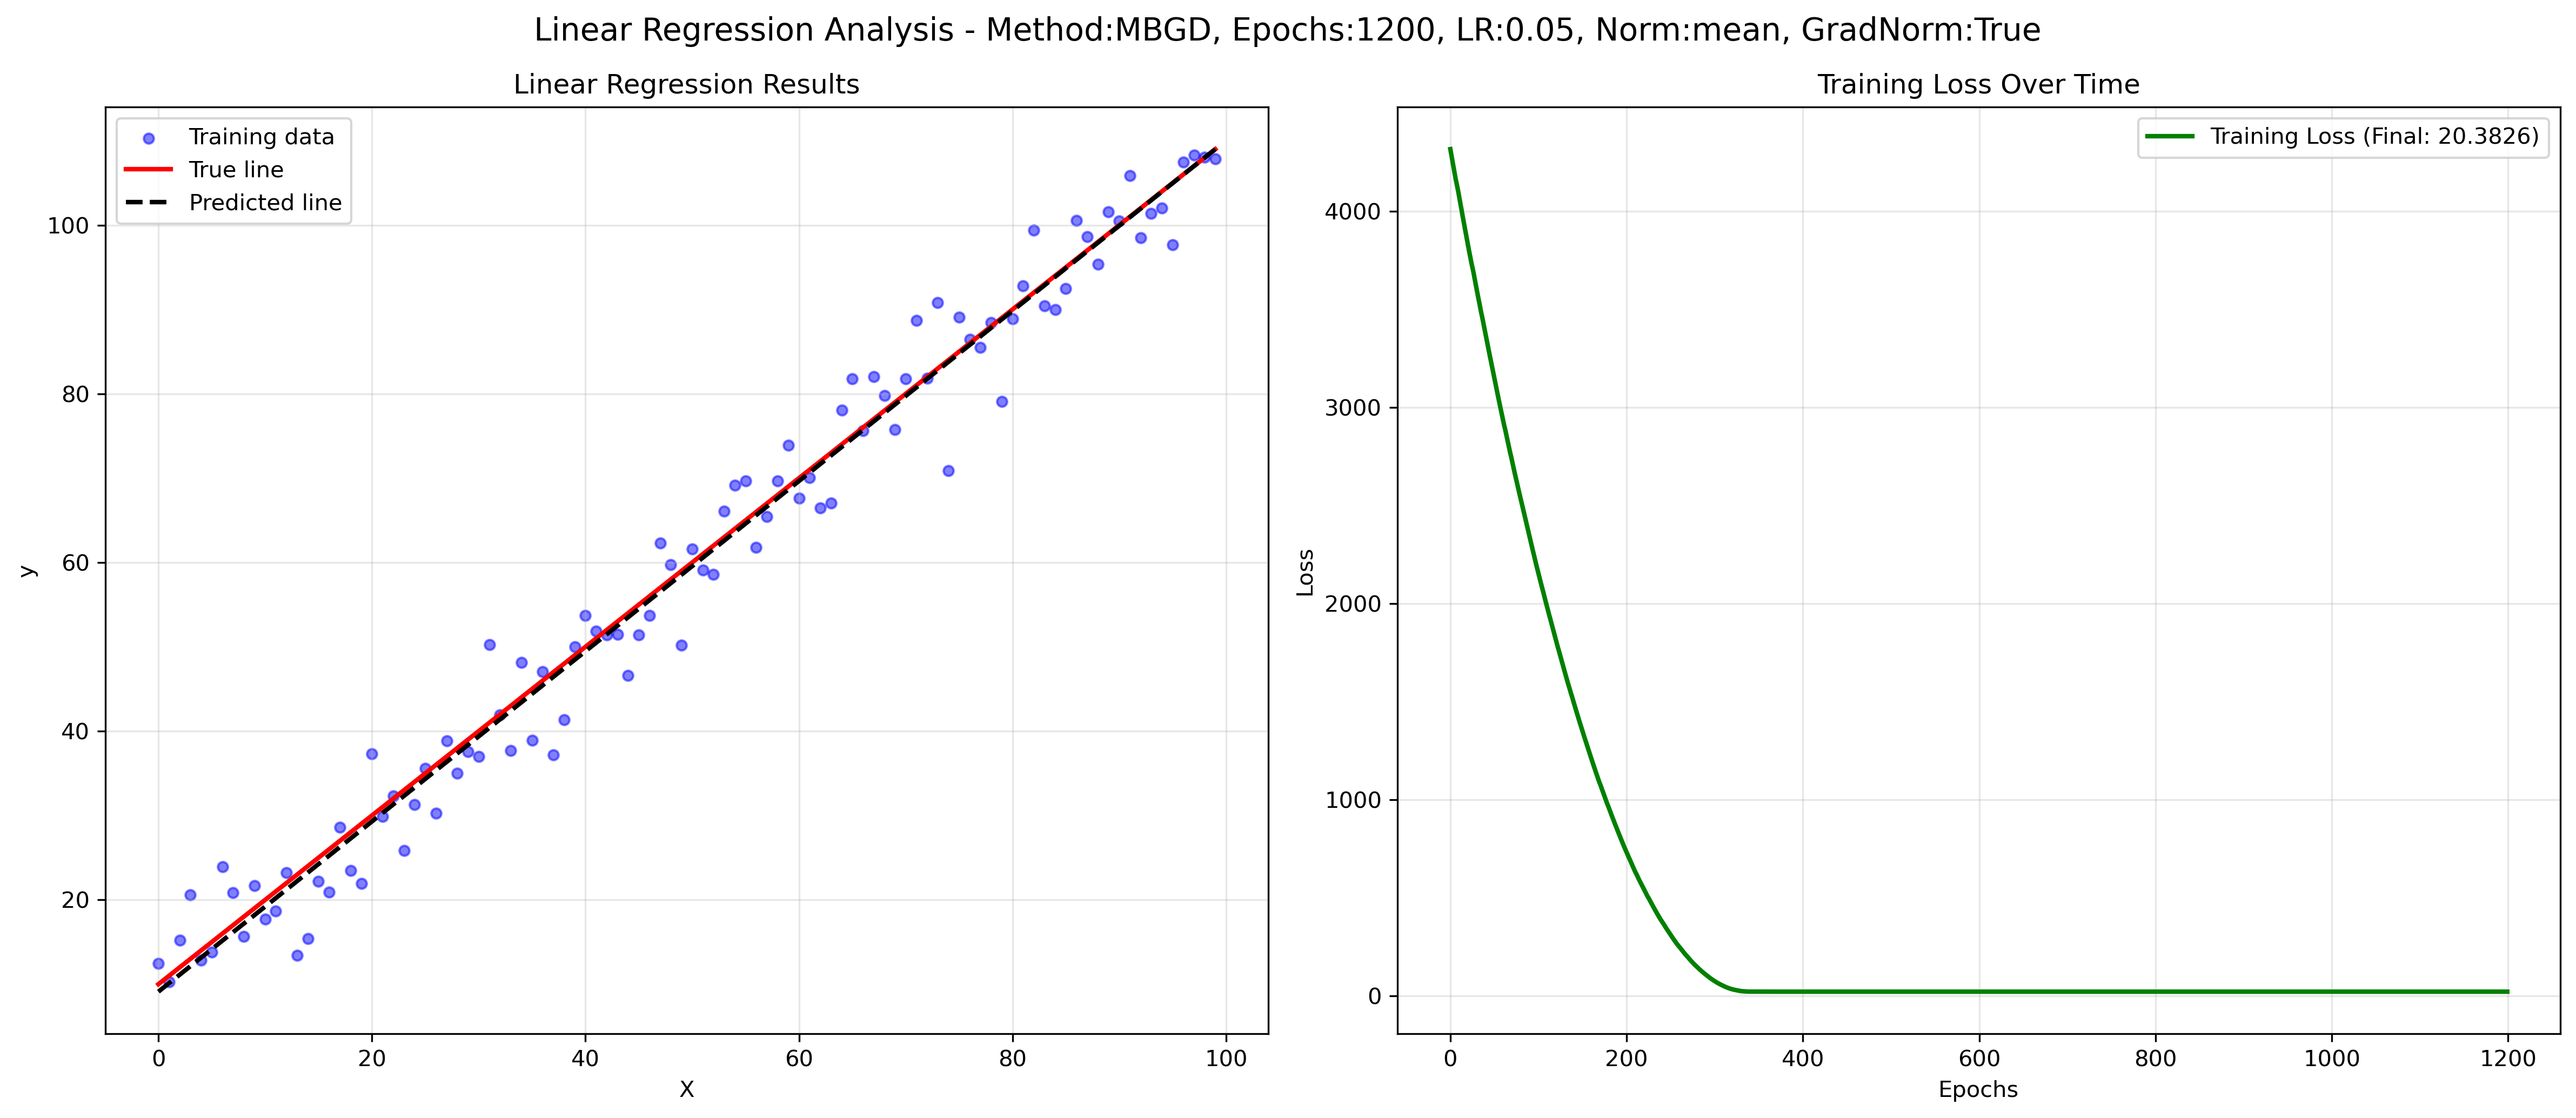 Linear Regression Analysis - Method:MBGD, Epochs:1200, LR:0.05, Norm:mean, GradNorm:True
Linear Regression Results
Training data
True line
Predicted line
100
80
60
40
20
y
0 20 40 60 80 100
X
Training Loss Over Time
Training Loss (Final: 20.3826)
4000
3000
2000
1000
0
Loss
0 200 400 600 800 1000 1200
Epochs